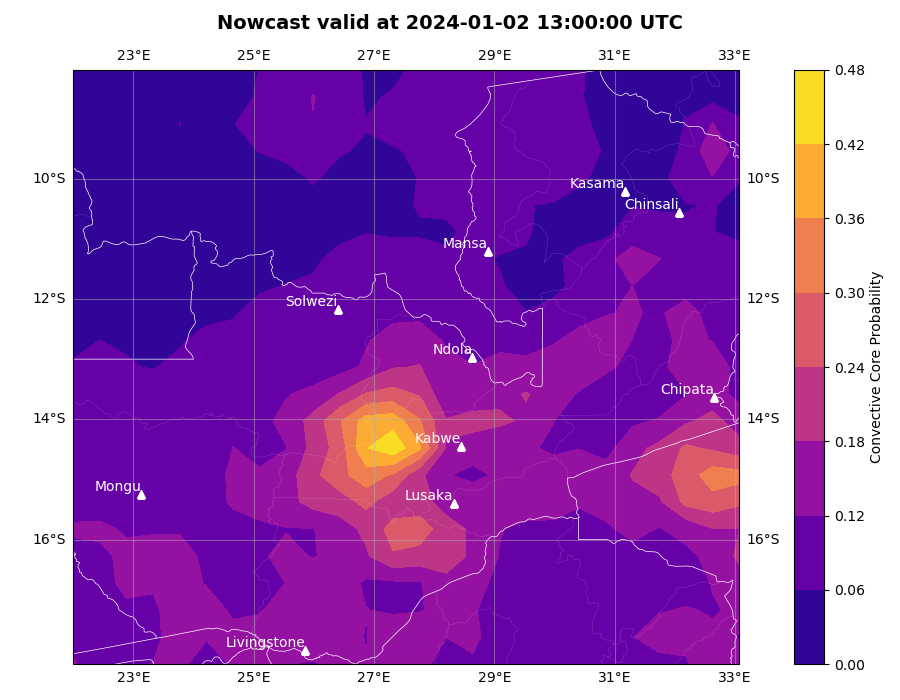 Nowcast valid at 2024-01-02 13:00:00 UTC
23°E 25°E 27°E 29°E 31°E 33°E
0.48
0.42
10°S 10°S
Kasama
Chinsali
0.36
Mansa
0.30
12°S 12°S
Solwezi
Ndola
0.24
Chipata
14°S 14°S
Kabwe
0.18
Mongu
Lusaka
0.12
16°S 16°S
0.06
Livingstone
0.00
23°E 25°E 27°E 29°E 31°E 33°E
Convective Core Probability